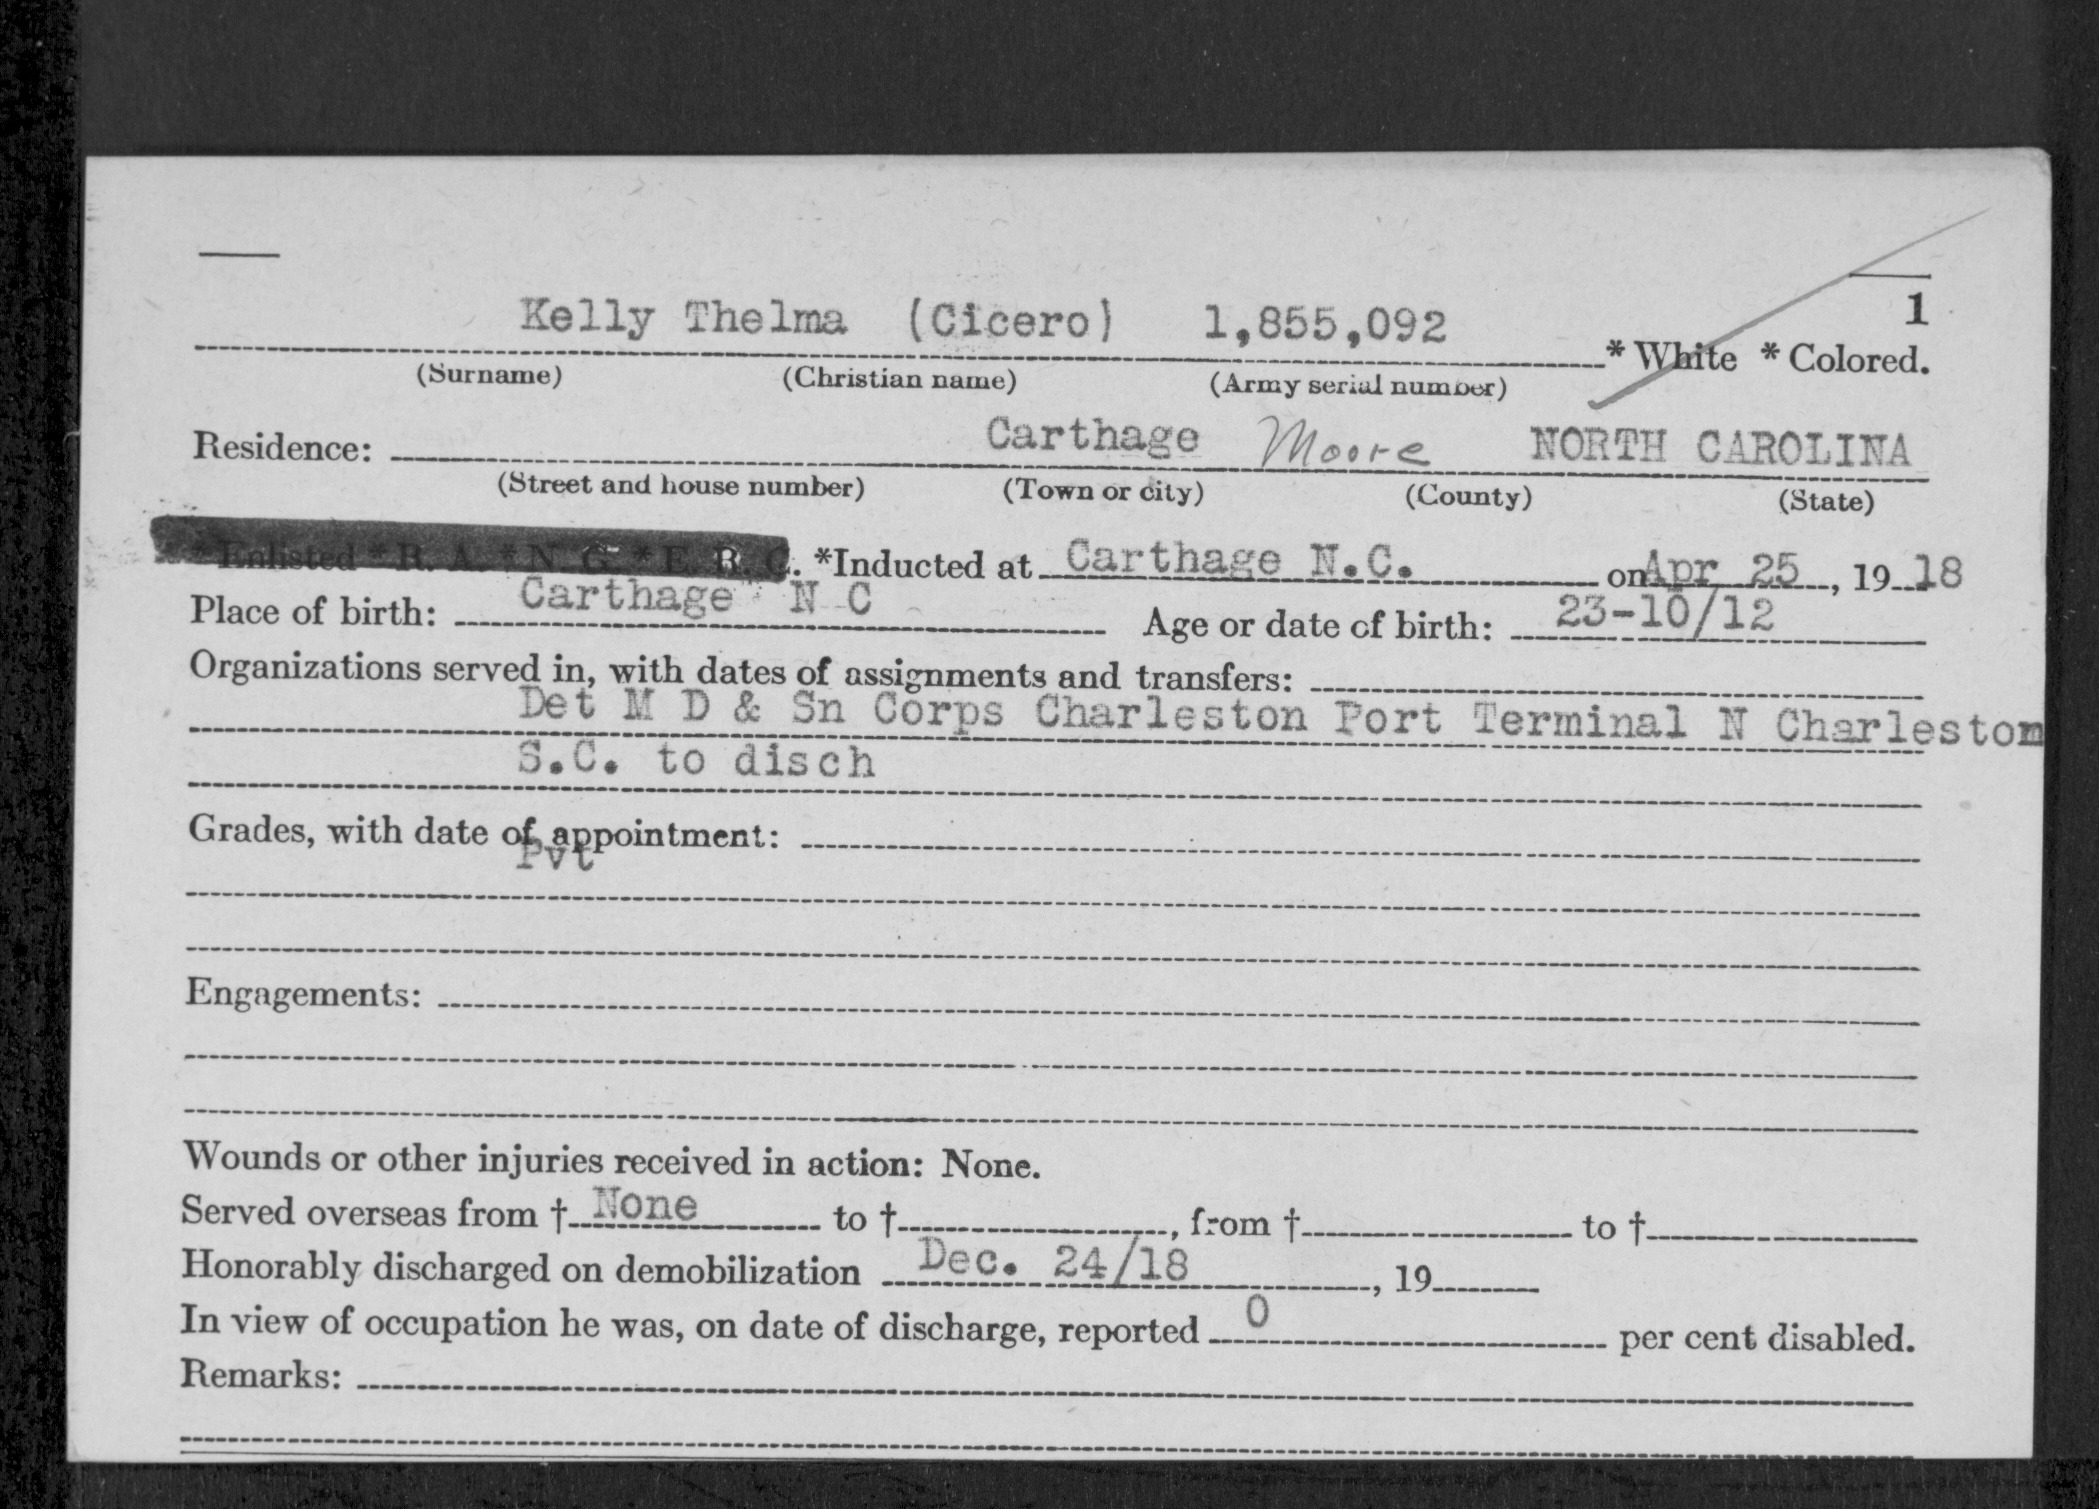 1
Kelly Thelma (Cicero) 1,855,092 * White * Colored.
(Surname) (Christian name) (Army serial number)
Residence: Carthage Moore NORTH CAROLINA
(Street and house number) (Town or city) (County) (State)
*Enlisted *R. A. *N. G. *E. R. C. *Inducted at Carthage N.C. on Apr 25, 19 18
Place of birth: Carthage N C Age or date of birth: 23-10/12
Organizations served in, with dates of assignments and transfers:
Det M D & Sn Corps Charleston Port Terminal N Charleston
S.C. to disch
Grades, with date of appointment:
Pvt
Engagements:
Wounds or other injuries received in action: None.
Served overseas from † None to †, from † to †
Honorably discharged on demobilization Dec. 24/18, 19
In view of occupation he was, on date of discharge, reported 0 per cent disabled.
Remarks: